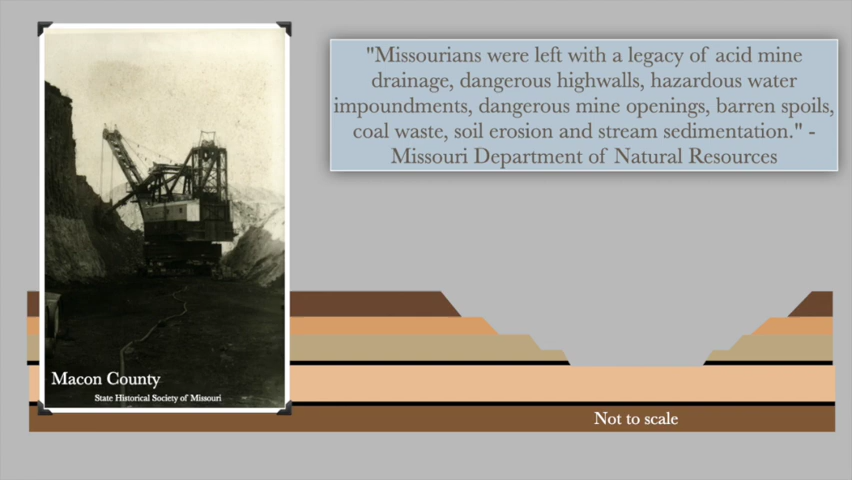 "Missourians were left with a legacy of acid mine
drainage, dangerous highwalls, hazardous water
impoundments, dangerous mine openings, barren spoils,
coal waste, soil erosion and stream sedimentation." -
Missouri Department of Natural Resources
Macon County
State Historical Society of Missouri
Not to scale